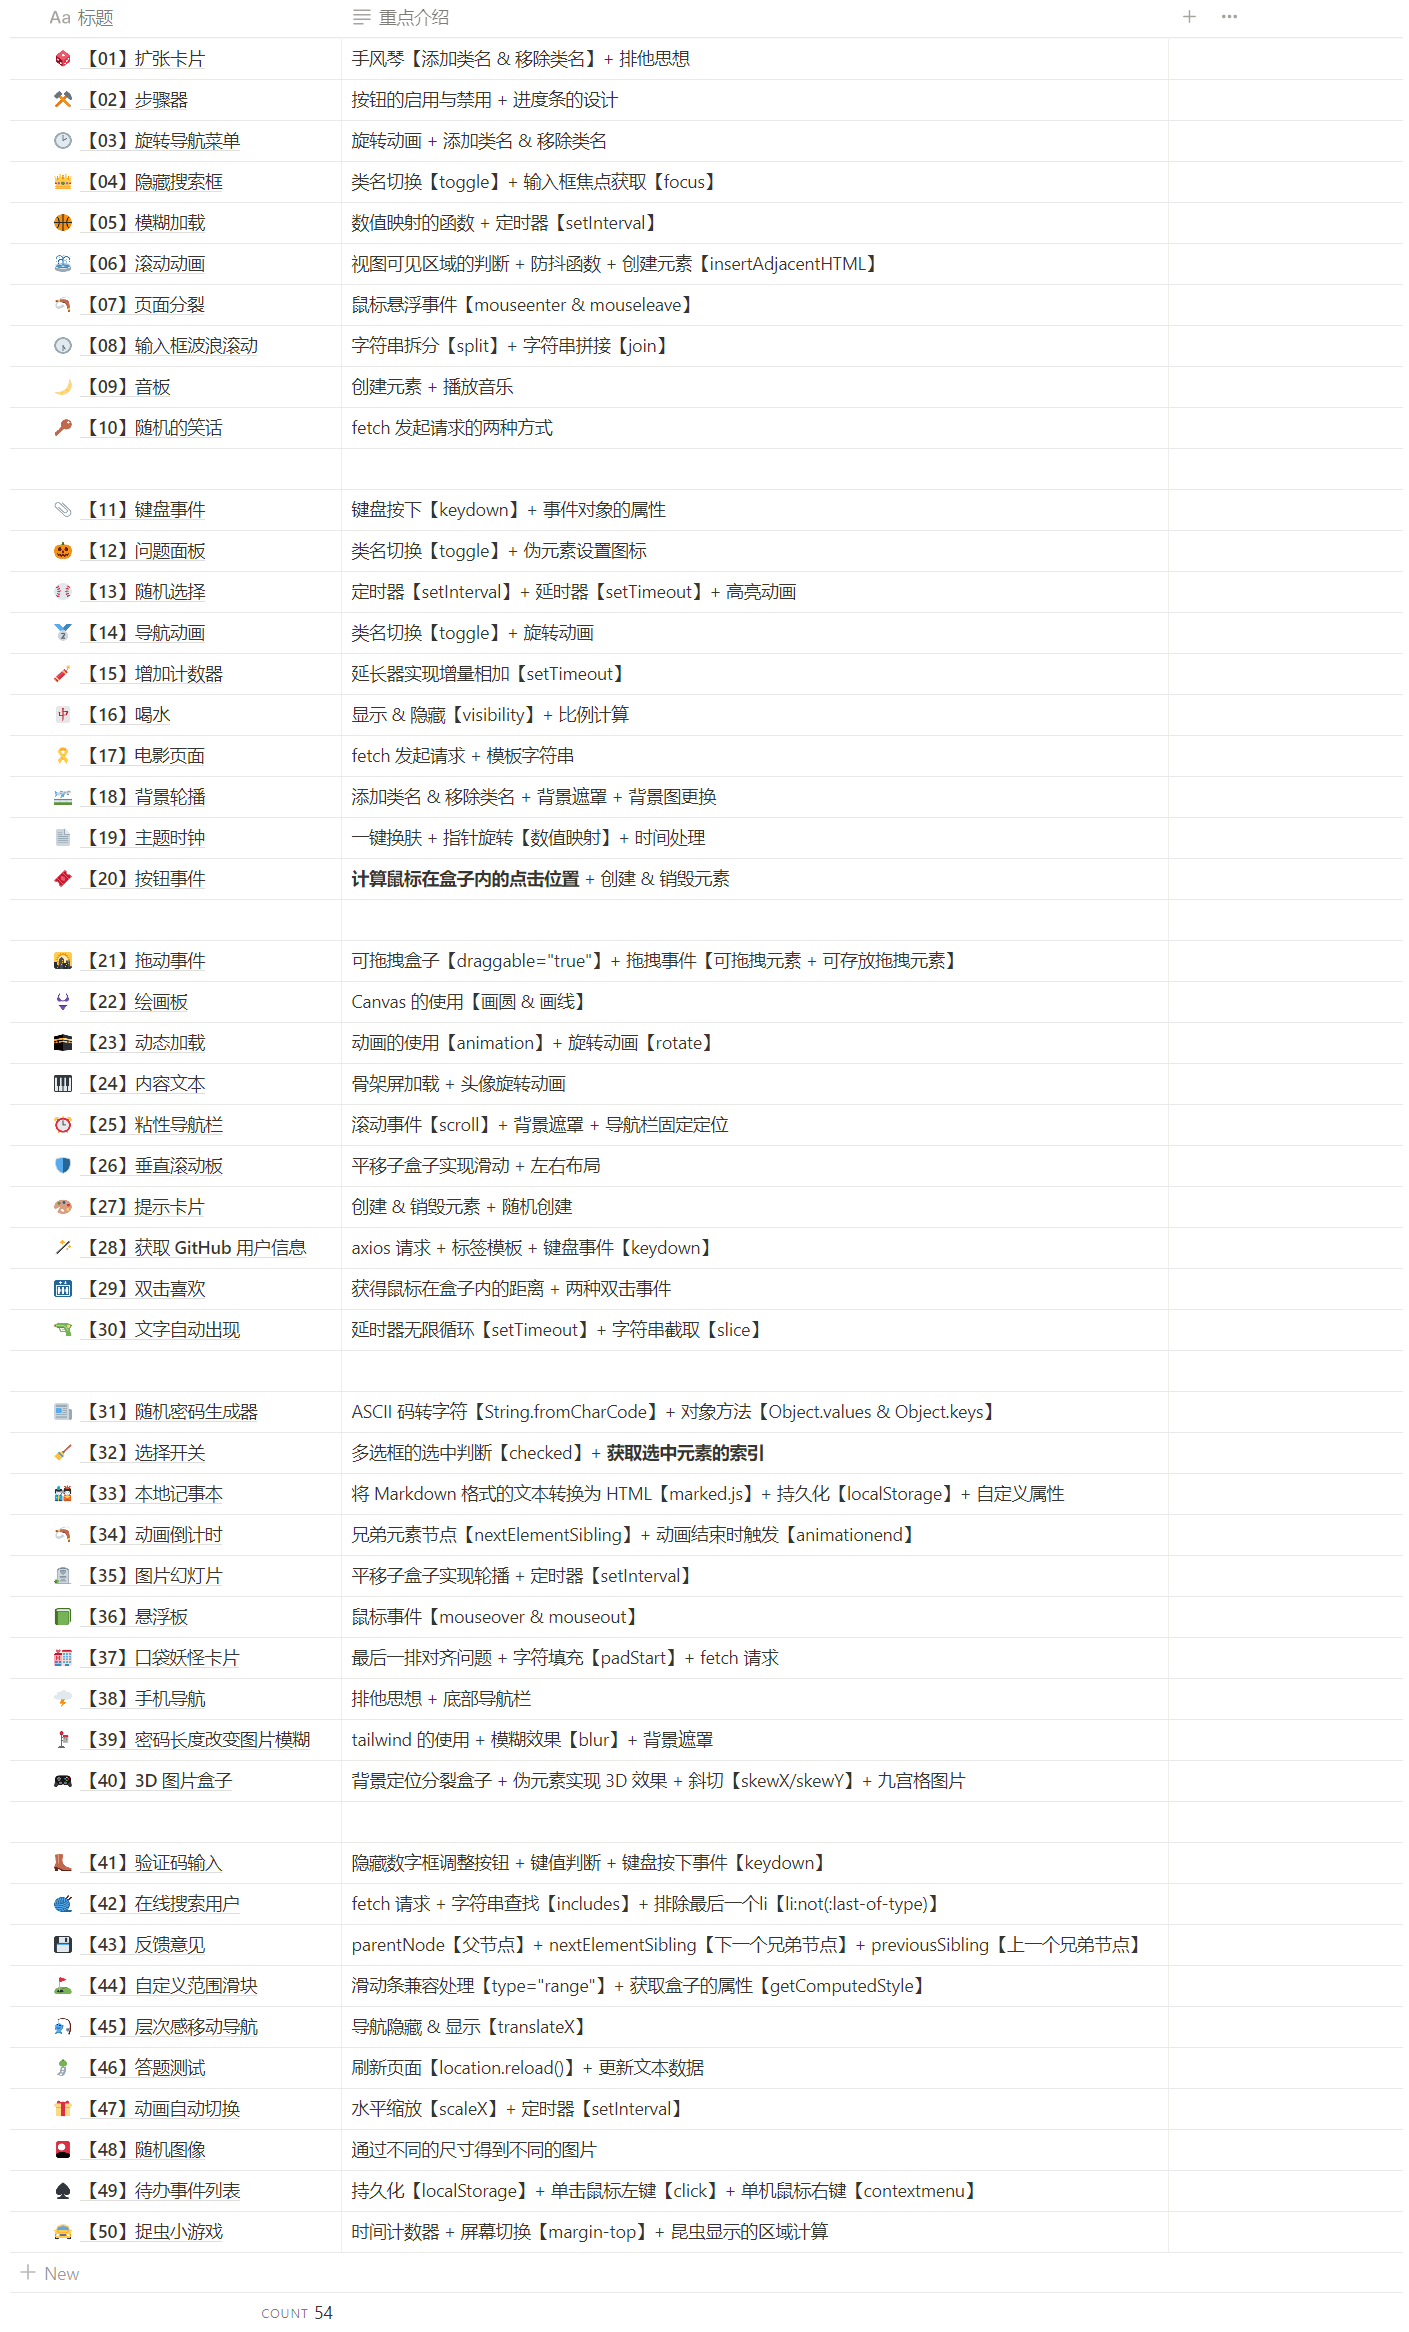 Aa 标题 重点介绍
【01】扩张卡片 手风琴【添加类名 & 移除类名】+ 排他思想
【02】步骤器 按钮的启用与禁用 + 进度条的设计
【03】旋转导航菜单 旋转动画 + 添加类名 & 移除类名
【04】隐藏搜索框 类名切换【toggle】+ 输入框焦点获取【focus】
【05】模糊加载 数值映射的函数 + 定时器【setInterval】
【06】滚动动画 视图可见区域的判断 + 防抖函数 + 创建元素【insertAdjacentHTML】
【07】页面分裂 鼠标悬浮事件【mouseenter & mouseleave】
【08】输入框波浪滚动 字符串拆分【split】+ 字符串拼接【join】
【09】音板 创建元素 + 播放音乐
【10】随机的笑话 fetch 发起请求的两种方式
【11】键盘事件 键盘按下【keydown】+ 事件对象的属性
【12】问题面板 类名切换【toggle】+ 伪元素设置图标
【13】随机选择 定时器【setInterval】+ 延时器【setTimeout】+ 高亮动画
【14】导航动画 类名切换【toggle】+ 旋转动画
【15】增加计数器 延长器实现增量相加【setTimeout】
【16】喝水 显示 & 隐藏【visibility】+ 比例计算
【17】电影页面 fetch 发起请求 + 模板字符串
【18】背景轮播 添加类名 & 移除类名 + 背景遮罩 + 背景图更换
【19】主题时钟 一键换肤 + 指针旋转【数值映射】+ 时间处理
【20】按钮事件 计算鼠标在盒子内的点击位置 + 创建 & 销毁元素
【21】拖动事件 可拖拽盒子【draggable="true"】+ 拖拽事件【可拖拽元素 + 可存放拖拽元素】
【22】绘画板 Canvas 的使用【画圆 & 画线】
【23】动态加载 动画的使用【animation】+ 旋转动画【rotate】
【24】内容文本 骨架屏加载 + 头像旋转动画
【25】粘性导航栏 滚动事件【scroll】+ 背景遮罩 + 导航栏固定定位
【26】垂直滚动板 平移子盒子实现滑动 + 左右布局
【27】提示卡片 创建 & 销毁元素 + 随机创建
【28】获取 GitHub 用户信息 axios 请求 + 标签模板 + 键盘事件【keydown】
【29】双击喜欢 获得鼠标在盒子内的距离 + 两种双击事件
【30】文字自动出现 延时器无限循环【setTimeout】+ 字符串截取【slice】
【31】随机密码生成器 ASCII 码转字符【String.fromCharCode】+ 对象方法【Object.values & Object.keys】
【32】选择开关 多选框的选中判断【checked】+ 获取选中元素的索引
【33】本地记事本 将 Markdown 格式的文本转换为 HTML【marked.js】+ 持久化【localStorage】+ 自定义属性
【34】动画倒计时 兄弟元素节点【nextElementSibling】+ 动画结束时触发【animationend】
【35】图片幻灯片 平移子盒子实现轮播 + 定时器【setInterval】
【36】悬浮板 鼠标事件【mouseover & mouseout】
【37】口袋妖怪卡片 最后一排对齐问题 + 字符填充【padStart】+ fetch 请求
【38】手机导航 排他思想 + 底部导航栏
【39】密码长度改变图片模糊 tailwind 的使用 + 模糊效果【blur】+ 背景遮罩
【40】3D 图片盒子 背景定位分裂盒子 + 伪元素实现 3D 效果 + 斜切【skewX/skewY】+ 九宫格图片
【41】验证码输入 隐藏数字框调整按钮 + 键值判断 + 键盘按下事件【keydown】
【42】在线搜索用户 fetch 请求 + 字符串查找【includes】+ 排除最后一个li【li:not(:last-of-type)】
【43】反馈意见 parentNode【父节点】+ nextElementSibling【下一个兄弟节点】+ previousSibling【上一个兄弟节点】
【44】自定义范围滑块 滑动条兼容处理【type="range"】+ 获取盒子的属性【getComputedStyle】
【45】层次感移动导航 导航隐藏 & 显示【translateX】
【46】答题测试 刷新页面【location.reload()】+ 更新文本数据
【47】动画自动切换 水平缩放【scaleX】+ 定时器【setInterval】
【48】随机图像 通过不同的尺寸得到不同的图片
【49】待办事件列表 持久化【localStorage】+ 单击鼠标左键【click】+ 单机鼠标右键【contextmenu】
【50】捉虫小游戏 时间计数器 + 屏幕切换【margin-top】+ 昆虫显示的区域计算
+ New
COUNT 54